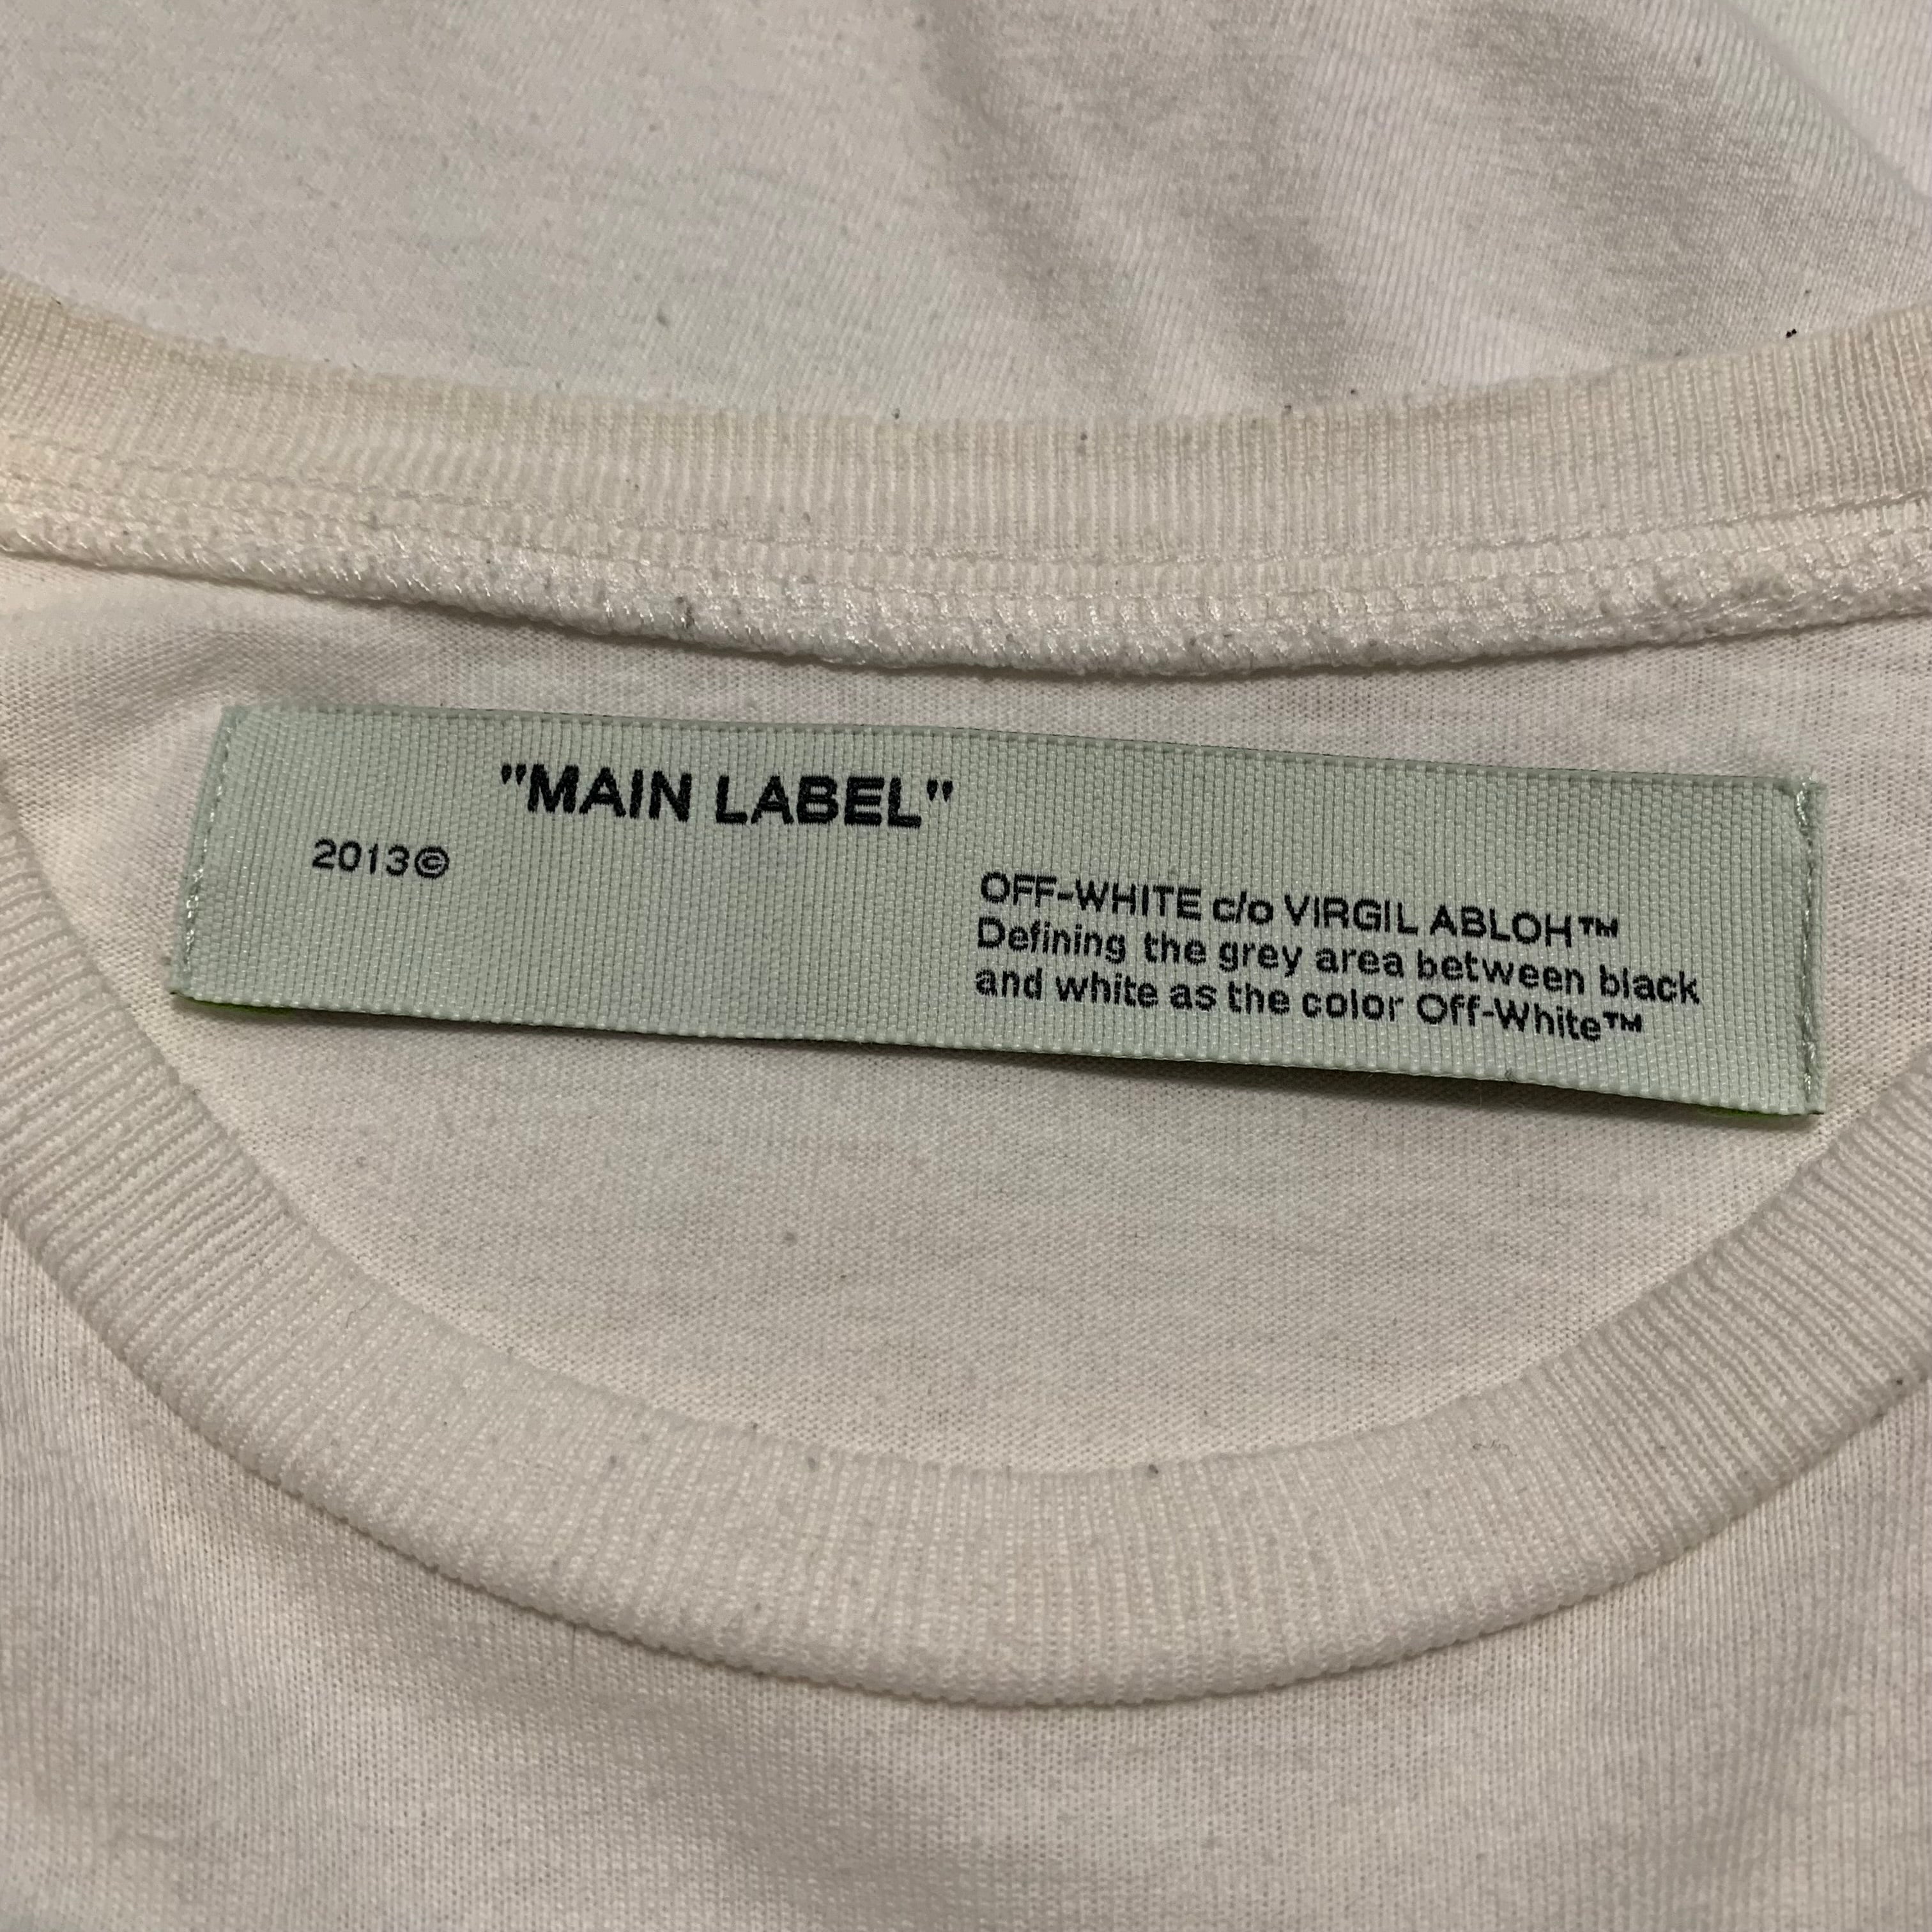 "MAIN LABEL"
2013©
OFF-WHITE c/o VIRGIL ABLOH™
Defining the grey area between black
and white as the color Off-White™